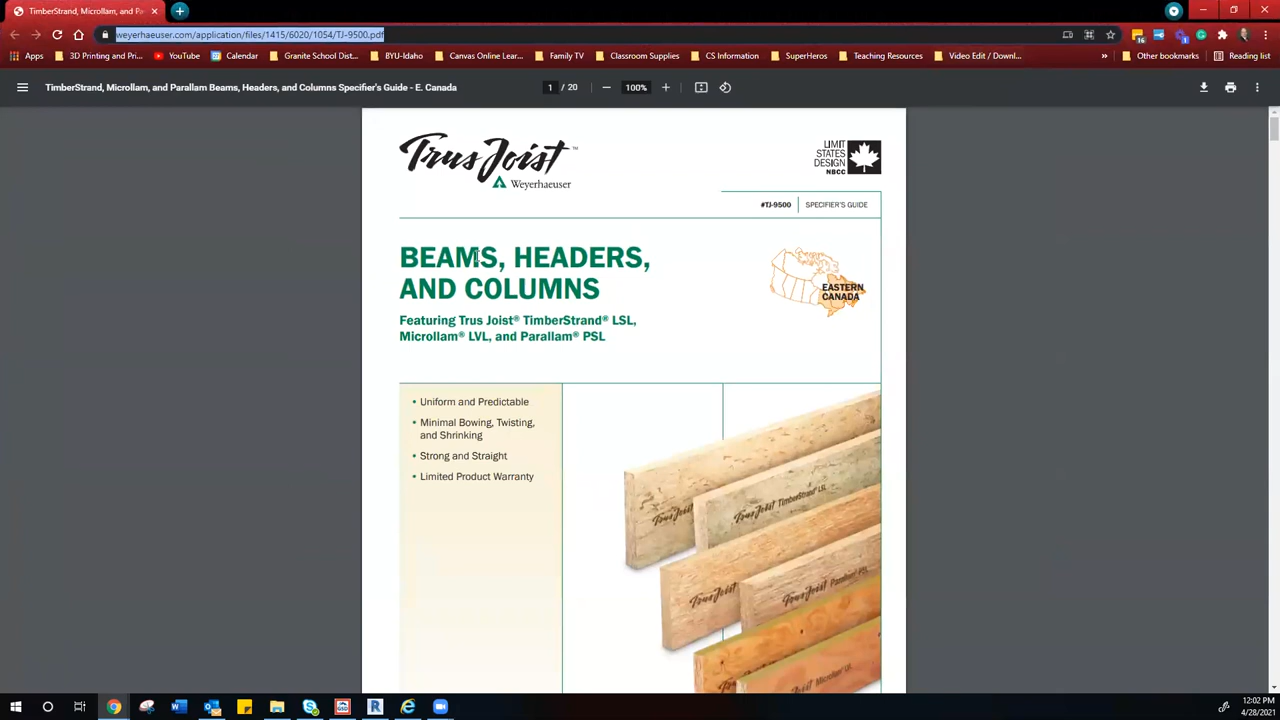 TimberStrand, Microllam, and Pa
weyerhaeuser.com/application/files/1415/6020/1054/TJ-9500.pdf
16
Apps
3D Printing and Pri...
YouTube
Calendar
Granite School Dist...
BYU-Idaho
Canvas Online Lear...
Family TV
Classroom Supplies
CS Information
SuperHeros
Teaching Resources
Video Edit / Downl...
»
Other bookmarks
Reading list
TimberStrand, Microllam, and Parallam Beams, Headers, and Columns Specifier's Guide - E. Canada
1 / 20
100%
Trus Joist™
Weyerhaeuser
LIMIT
STATES
DESIGN
NBCC
#TJ-9500
SPECIFIER'S GUIDE
BEAMS, HEADERS,
AND COLUMNS
EASTERN
CANADA
Featuring Trus Joist® TimberStrand® LSL,
Microllam® LVL, and Parallam® PSL
• Uniform and Predictable
• Minimal Bowing, Twisting,
and Shrinking
• Strong and Straight
• Limited Product Warranty
Trus Joist
Trus Joist TimberStrand® LSL
Trus Joist
Trus Joist Parallam® PSL
Trus Joist Microllam® LVL
12:02 PM
4/28/2021